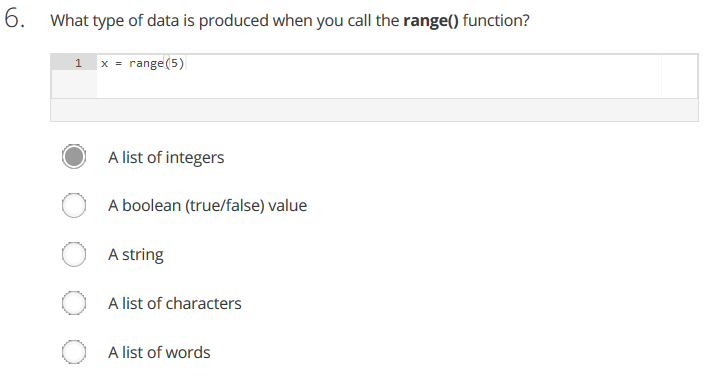 6. What type of data is produced when you call the range() function?
1 x = range(5)
A list of integers
A boolean (true/false) value
A string
A list of characters
A list of words